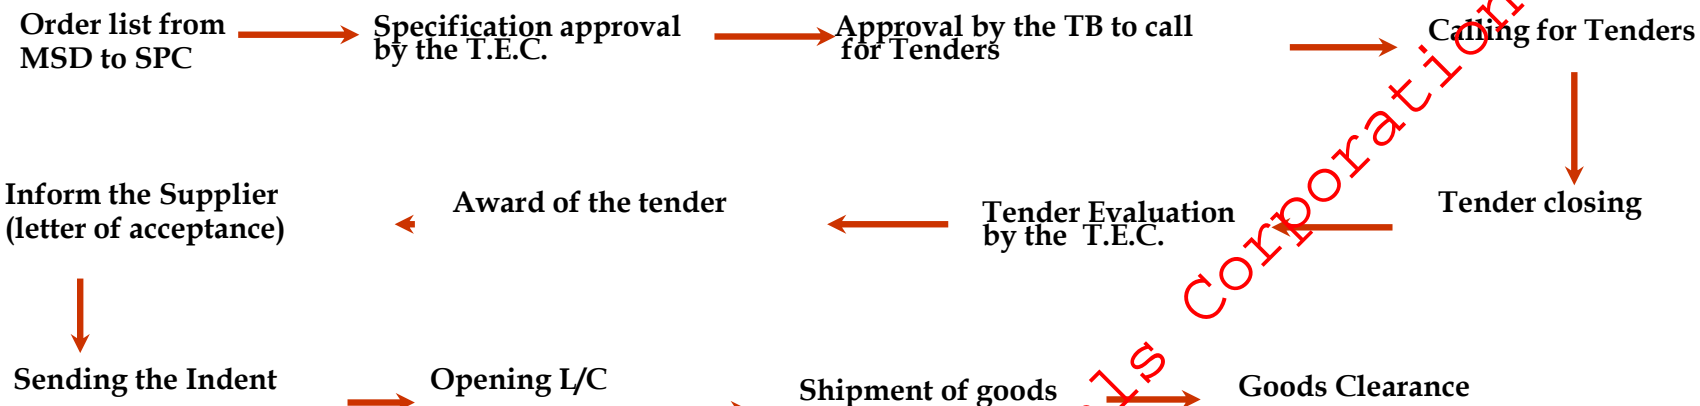 Order list from
MSD to SPC
Specification approval
by the T.E.C.
Approval by the TB to call
for Tenders
Calling for Tenders
Inform the Supplier
(letter of acceptance)
Award of the tender
Tender Evaluation
by the T.E.C.
Tender closing
Sending the Indent
Opening L/C
Shipment of goods
Goods Clearance
ls Corporation